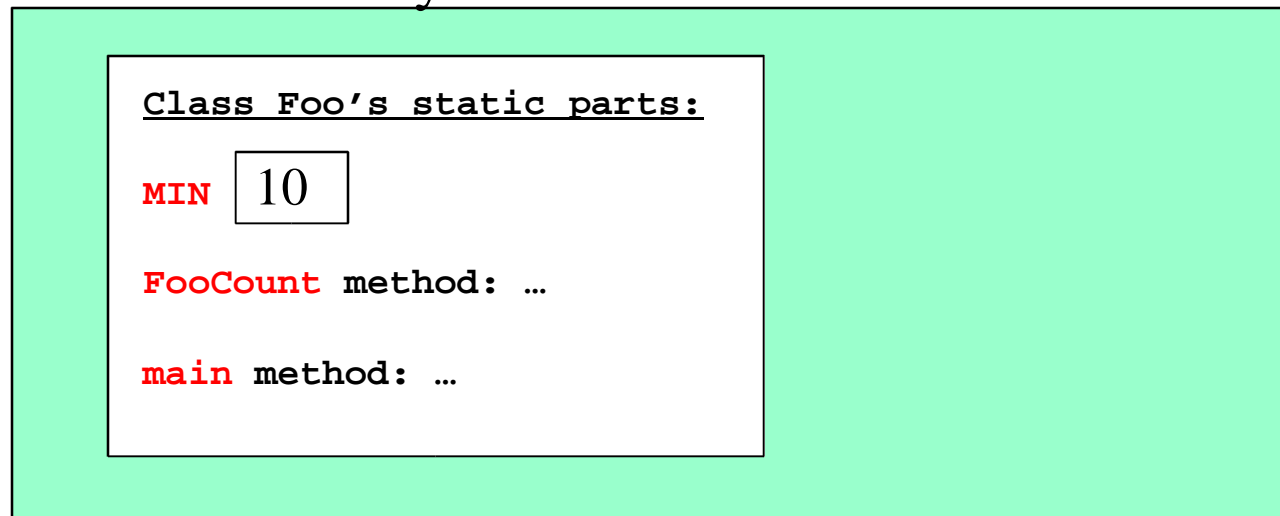 Class Foo’s static parts:
MIN 10
FooCount method: …
main method: …